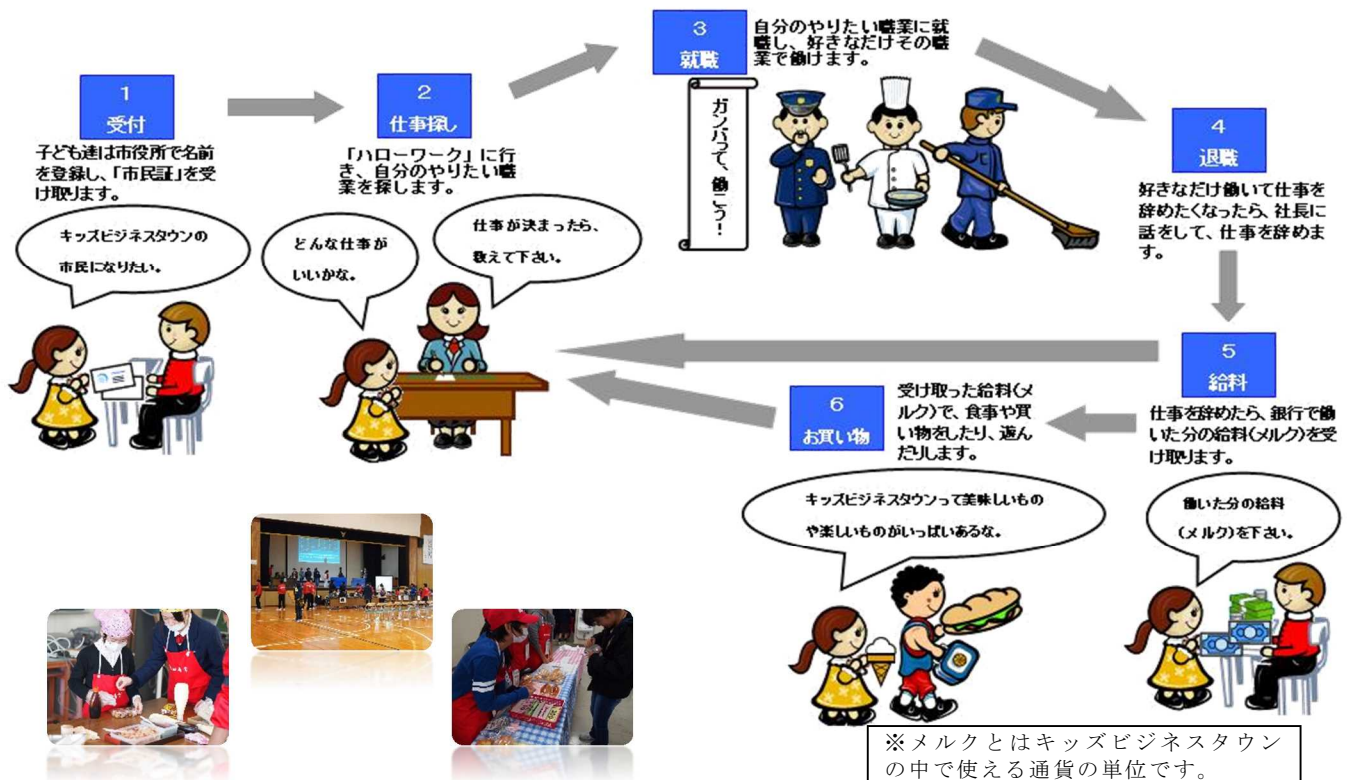 1
受付
子ども達は市役所で名前
を登録し、「市民証」を受
け取ります。
キッズビジネスタウンの
市民になりたい。
2
仕事探し
「ハローワーク」に行
き、自分のやりたい職
業を探します。
どんな仕事が
いいかな。
仕事が決まったら、
教えて下さい。
3
就職
自分のやりたい職業に就
職し、好きなだけその職
業で働けます。
ガンバって、働こう!
4
退職
好きなだけ働いて仕事を
辞めたくなったら、社長に
話をして、仕事を辞めま
す。
5
給料
仕事を辞めたら、銀行で働
いた分の給料(メルク)を受
け取ります。
働いた分の給料
(メルク)を下さい。
6
お買い物
受け取った給料(メ
ルク)で、食事や買
い物をしたり、遊ん
だりします。
キッズビジネスタウンって美味しいもの
や楽しいものがいっぱいあるな。
※メルクとはキッズビジネスタウン
の中で使える通貨の単位です。